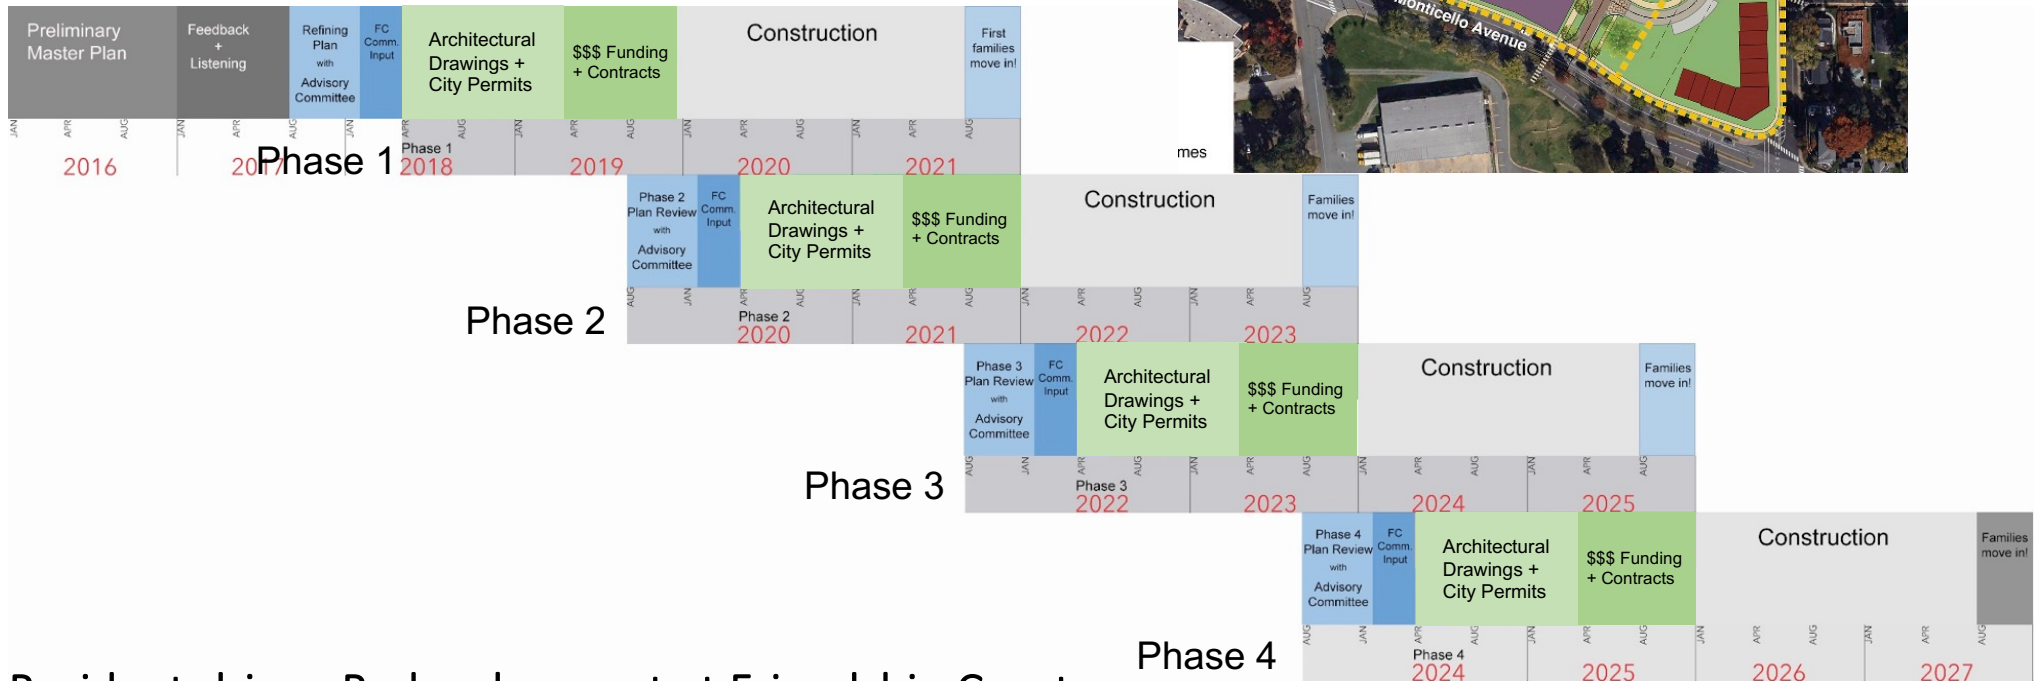 Preliminary
Master Plan
Feedback
+
Listening
Refining
Plan
with
Advisory
Committee
FC
Comm.
Input
Architectural
Drawings +
City Permits
$$$ Funding
+ Contracts
Construction
First
families
move in!
JAN APR AUG JAN APR AUG JAN APR AUG JAN APR AUG JAN APR AUG JAN APR AUG
Phase 1
Phase 1
2016 2017 2018 2019 2020 2021
Monticello Avenue
mes
Phase 2
Plan Review
with
Advisory
Committee
FC
Comm.
Input
Architectural
Drawings +
City Permits
$$$ Funding
+ Contracts
Construction
Families
move in!
AUG JAN APR AUG JAN APR AUG JAN APR AUG JAN APR AUG
Phase 2
Phase 2
2020 2021 2022 2023
Phase 3
Plan Review
with
Advisory
Committee
FC
Comm.
Input
Architectural
Drawings +
City Permits
$$$ Funding
+ Contracts
Construction
Families
move in!
AUG JAN APR AUG JAN APR AUG JAN APR AUG JAN APR AUG
Phase 3
Phase 3
2022 2023 2024 2025
Phase 4
Plan Review
with
Advisory
Committee
FC
Comm.
Input
Architectural
Drawings +
City Permits
$$$ Funding
+ Contracts
Construction
Families
move in!
AUG JAN APR AUG JAN APR AUG JAN APR AUG JAN APR AUG
Phase 4
Phase 4
2024 2025 2026 2027